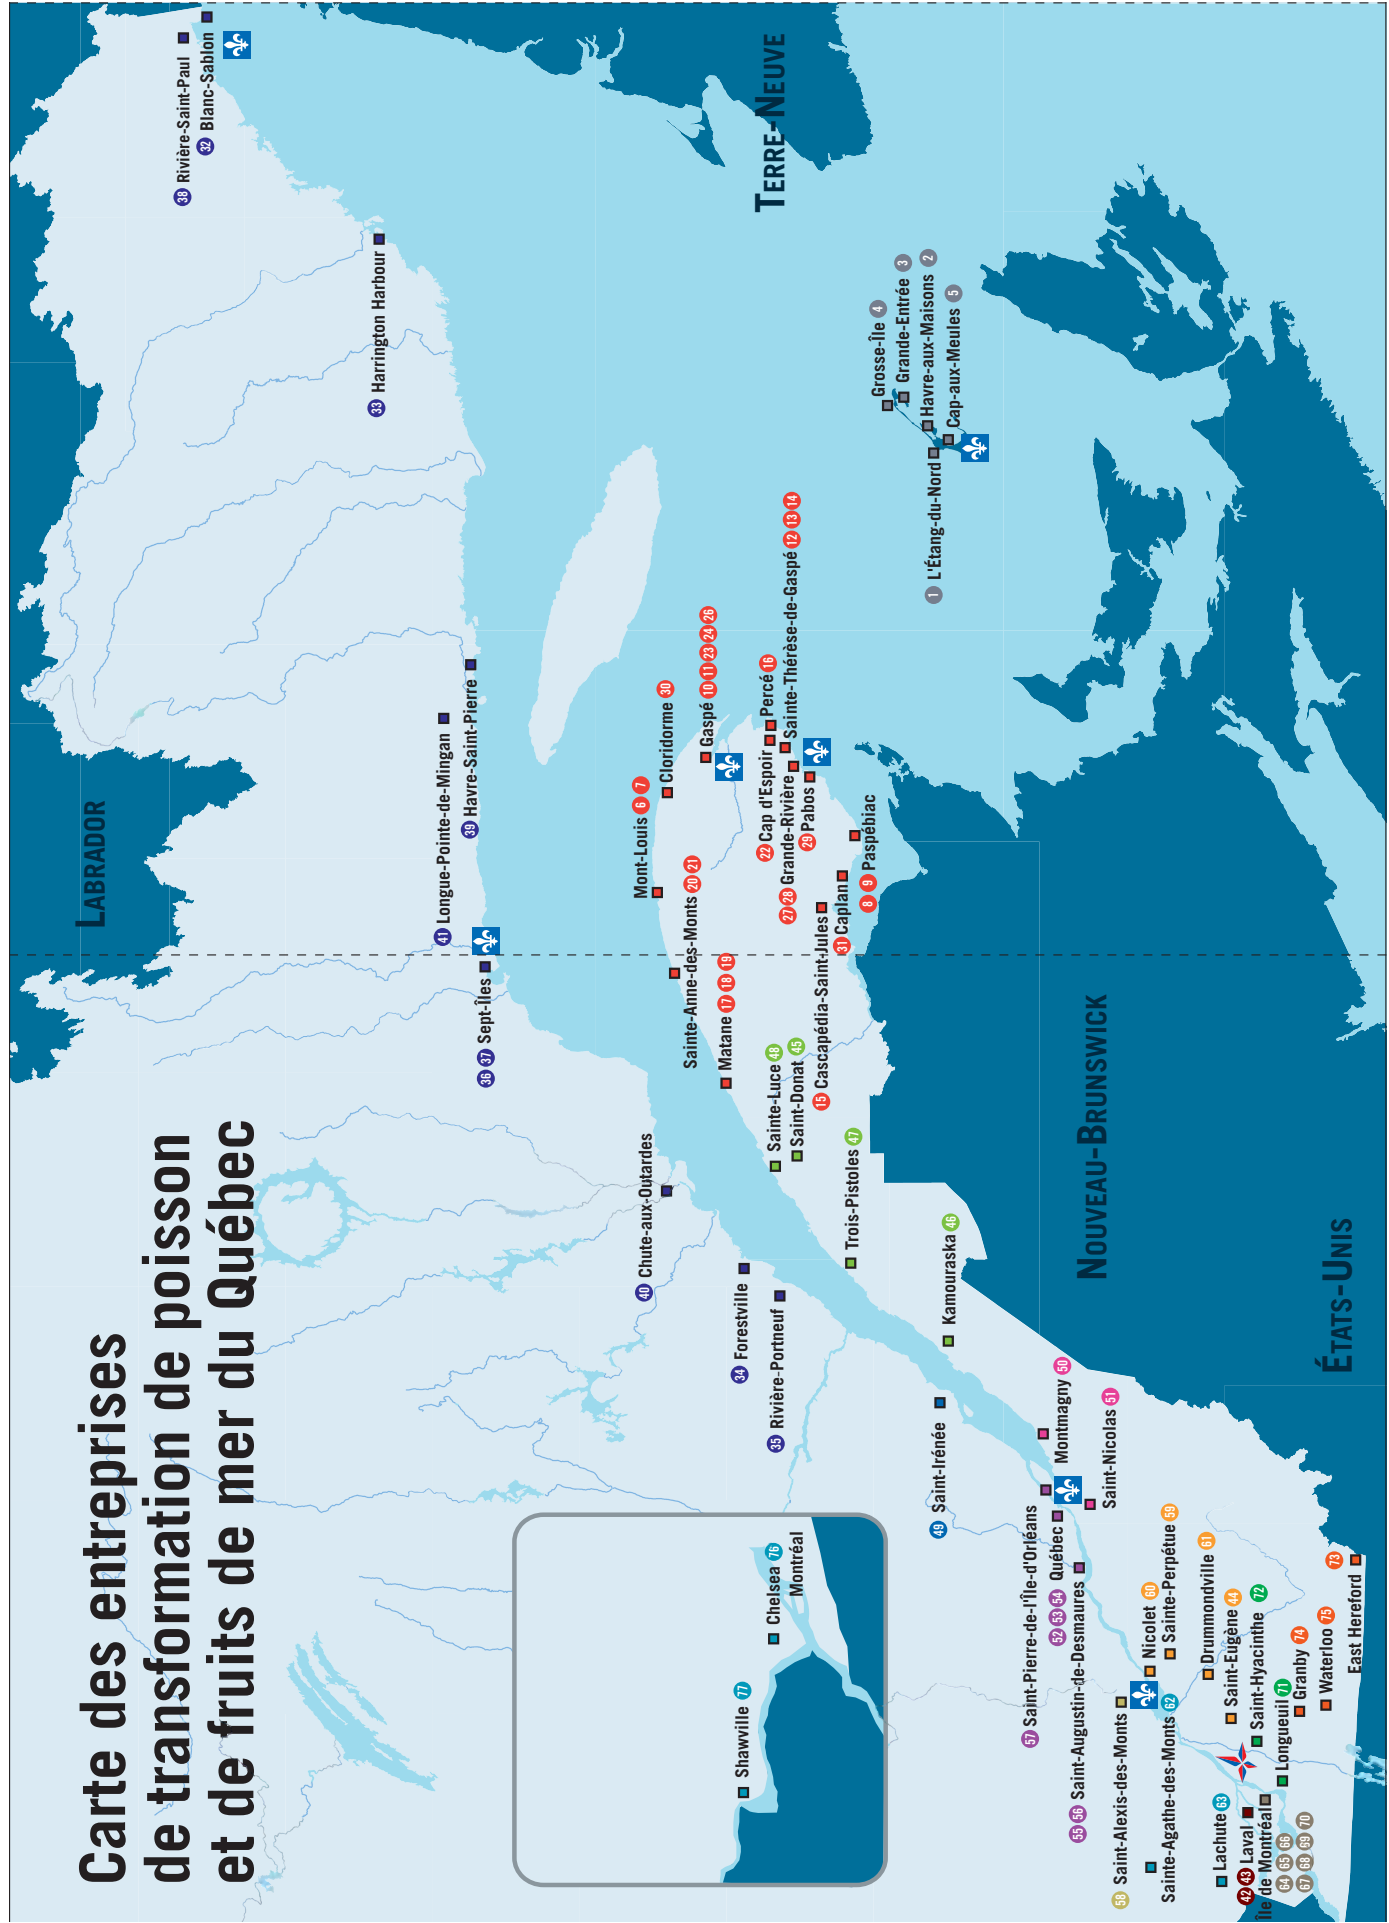 Carte des entreprises
de transformation de poisson
et de fruits de mer du Québec
LABRADOR
TERRE-NEUVE
NOUVEAU-BRUNSWICK
ÉTATS-UNIS
38 Rivière-Saint-Paul
32 Blanc-Sablon
33 Harrington Harbour
41 Longue-Pointe-de-Mingan
39 Havre-Saint-Pierre
36 37 Sept-Îles
40 Chute-aux-Outardes
34 Forestville
35 Rivière-Portneuf
Grosse-Île 4
Grande-Entrée 3
Havre-aux-Maisons 2
Cap-aux-Meules 5
1 L'Étang-du-Nord
Mont-Louis 6 7
Cloridorme 30
Gaspé 10 11 23 24 26
Sainte-Anne-des-Monts 20 21
Matane 17 18 19
Percé 16
22 Cap d'Espoir
Sainte-Thérèse-de-Gaspé 12 13 14
27 28 Grande-Rivière
29 Pabos
15 Cascapédia-Saint-Jules
31 Caplan
8 9 Paspébiac
Sainte-Luce 48
Saint-Donat 45
Trois-Pistoles 47
Kamouraska 46
49 Saint-Irénée
Montmagny 50
Saint-Nicolas 51
57 Saint-Pierre-de-l'Île-d'Orléans
52 53 54 Québec
55 56 Saint-Augustin-de-Desmaures
58 Saint-Alexis-des-Monts
Nicolet 60
Sainte-Perpétue 59
Sainte-Agathe-des-Monts 62
Drummondville 61
Saint-Eugène 44
Saint-Hyacinthe 72
Lachute 63
42 43 Laval
Île de Montréal
64 65 66
67 68 69 70
Longueuil 71
Granby 74
Waterloo 75
East Hereford 73
Shawville 77
Chelsea 76
Montréal